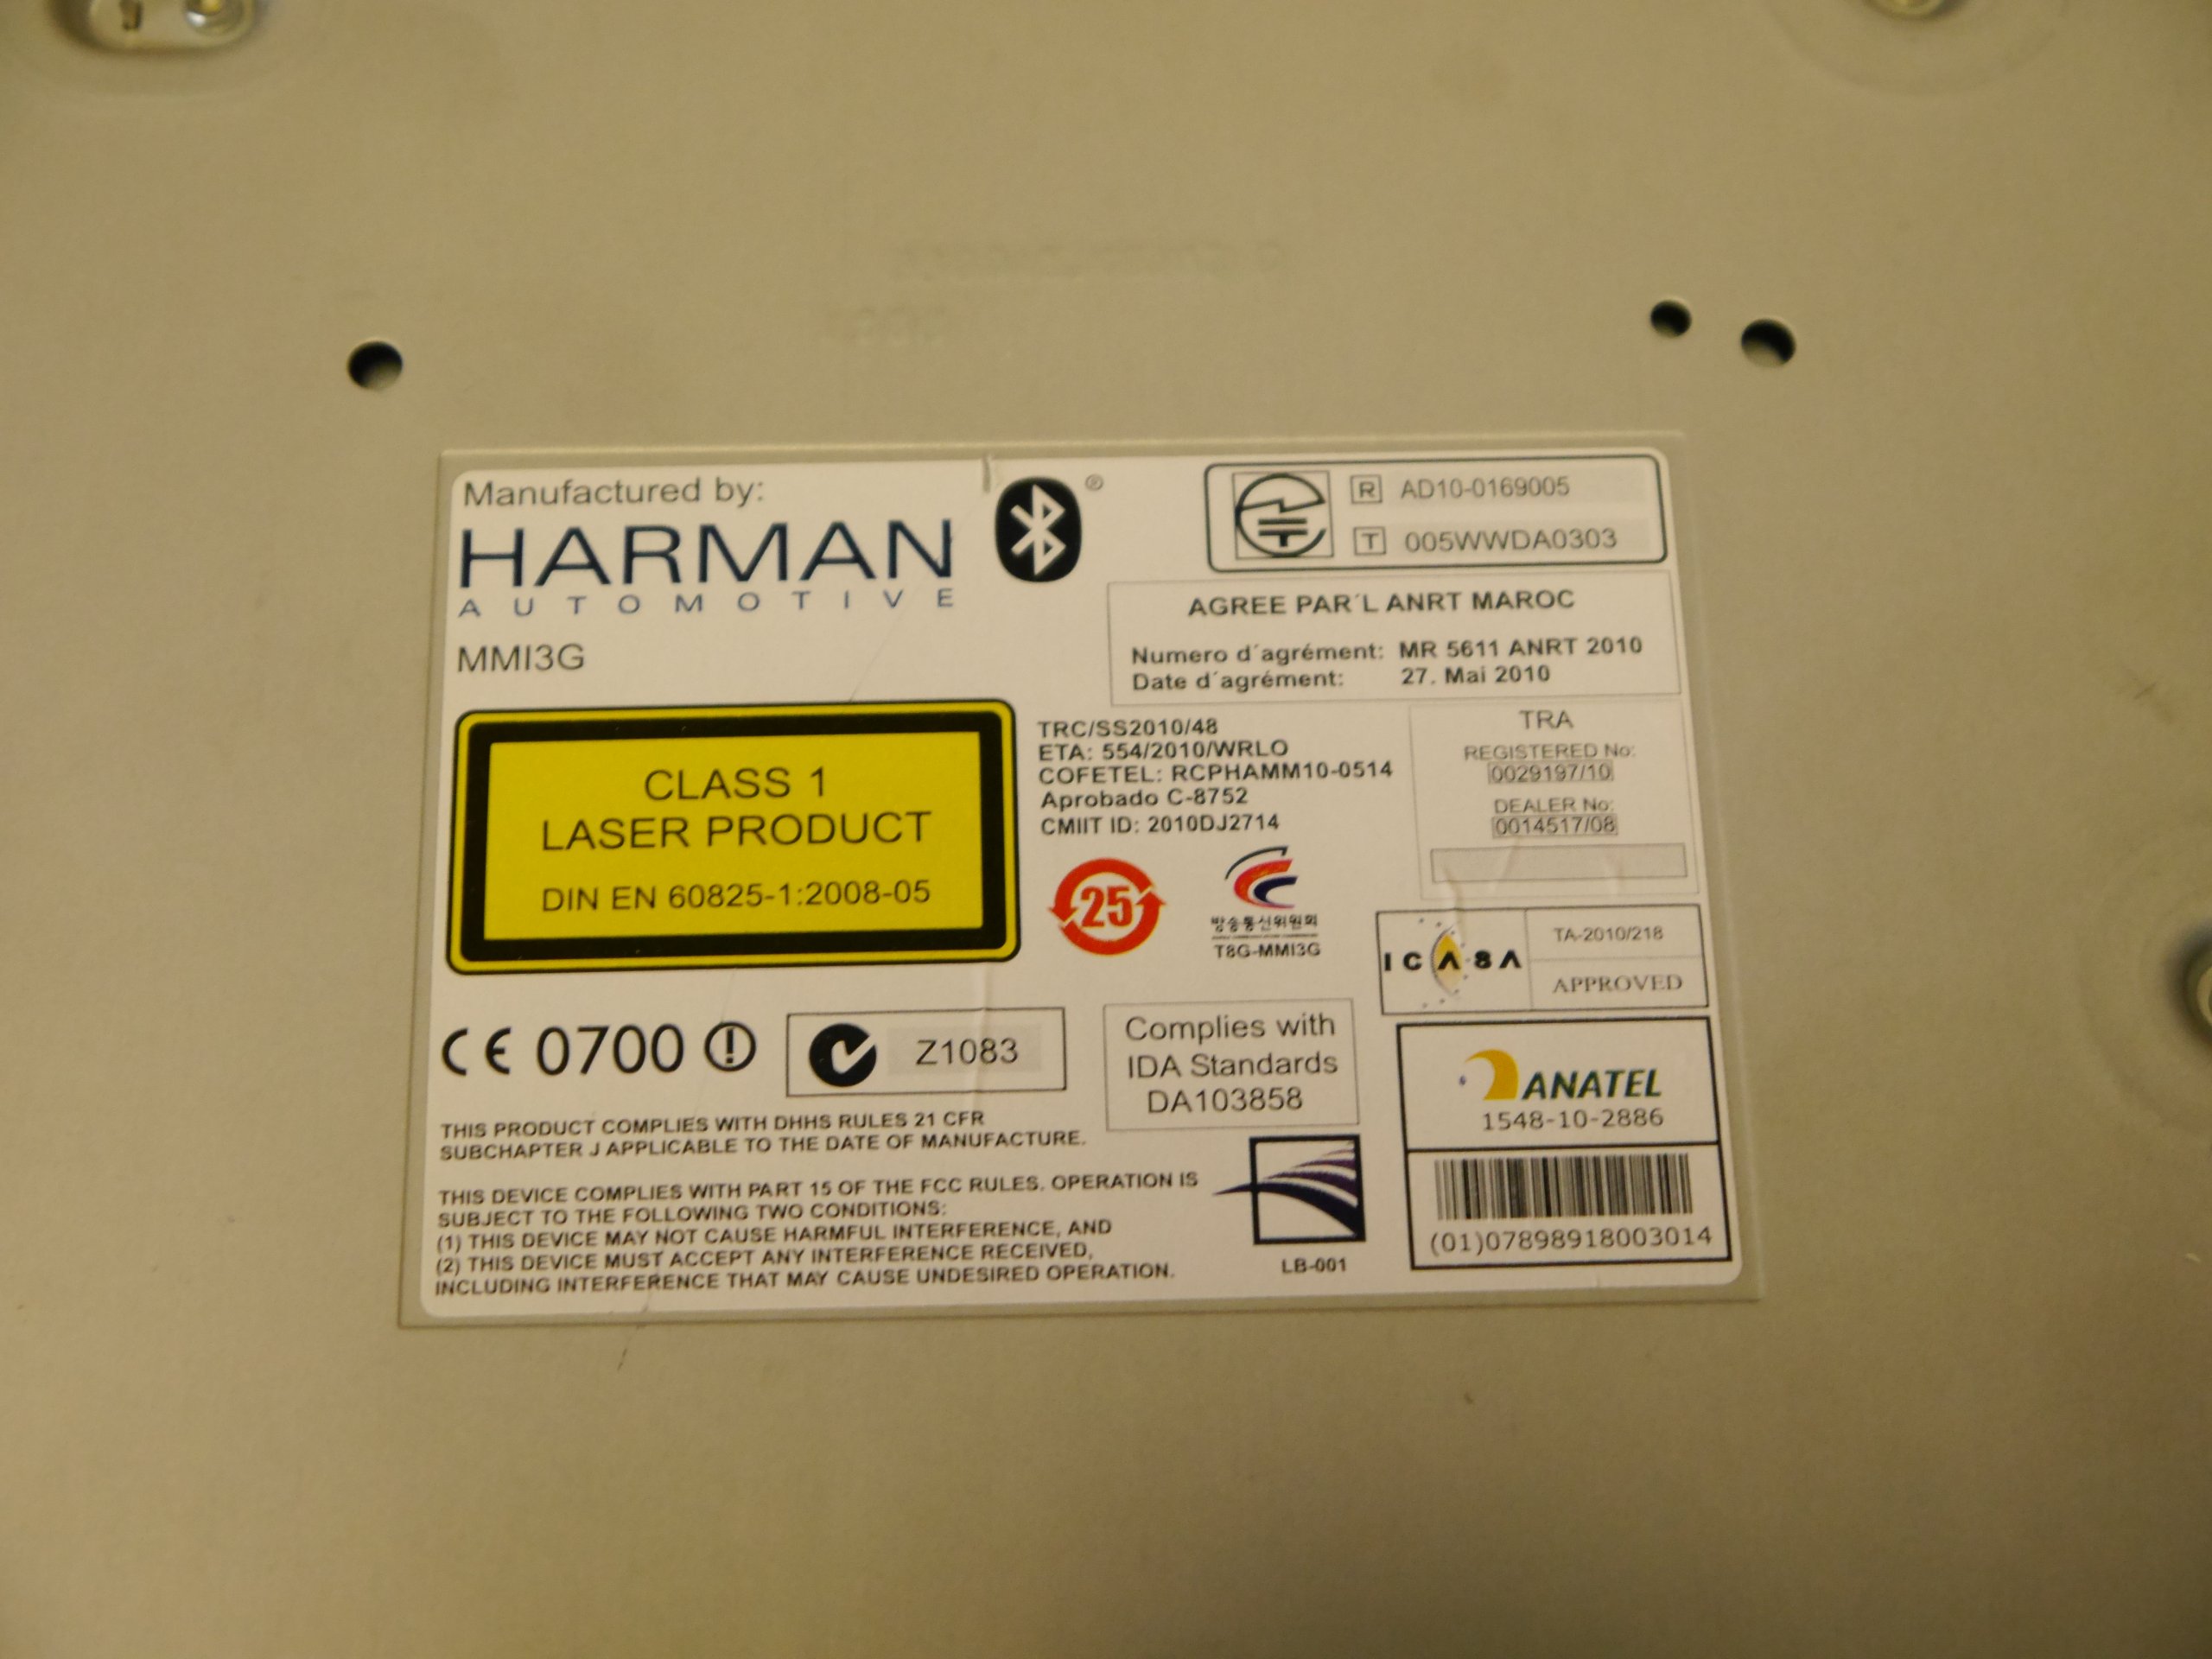 Manufactured by:
HARMAN
AUTOMOTIVE
MMI3G
®
R AD10-0169005
T 005WWDA0303
AGREE PAR´L ANRT MAROC
Numero d´agrément: MR 5611 ANRT 2010
Date d´agrément: 27. Mai 2010
CLASS 1
LASER PRODUCT
DIN EN 60825-1:2008-05
TRC/SS2010/48
ETA: 554/2010/WRLO
COFETEL: RCPHAMM10-0514
Aprobado C-8752
CMIIT ID: 2010DJ2714
TRA
REGISTERED No:
0029197/10
DEALER No:
0014517/08
25
방송통신위원회
T8G-MMI3G
ICASA
TA-2010/218
APPROVED
CE 0700
Z1083
Complies with
IDA Standards
DA103858
ANATEL
1548-10-2886
(01)07898918003014
THIS PRODUCT COMPLIES WITH DHHS RULES 21 CFR
SUBCHAPTER J APPLICABLE TO THE DATE OF MANUFACTURE.
THIS DEVICE COMPLIES WITH PART 15 OF THE FCC RULES. OPERATION IS
SUBJECT TO THE FOLLOWING TWO CONDITIONS:
(1) THIS DEVICE MAY NOT CAUSE HARMFUL INTERFERENCE, AND
(2) THIS DEVICE MUST ACCEPT ANY INTERFERENCE RECEIVED,
INCLUDING INTERFERENCE THAT MAY CAUSE UNDESIRED OPERATION.
LB-001